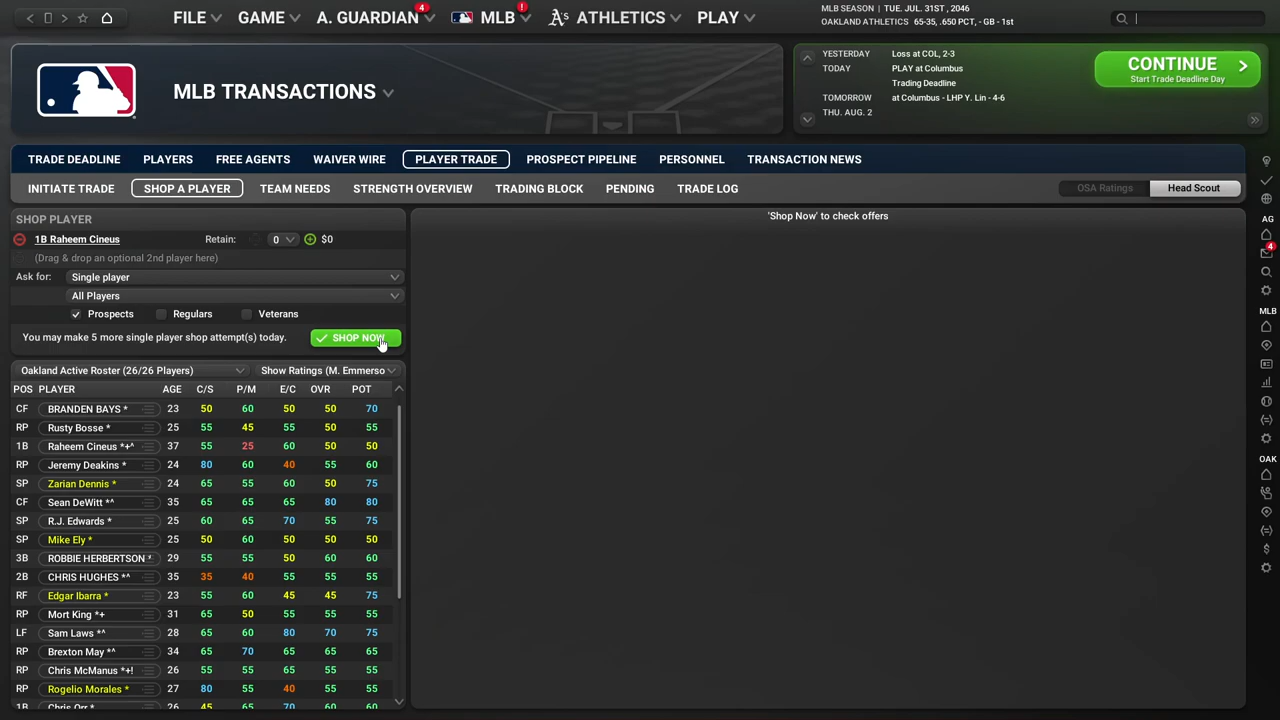 FILE GAME A. GUARDIAN 4 MLB ! A's ATHLETICS PLAY
MLB SEASON | TUE. JUL. 31ST , 2046
OAKLAND ATHLETICS 65-35, .650 PCT, - GB - 1st
MLB TRANSACTIONS
YESTERDAY Loss at COL, 2-3
TODAY PLAY at Columbus
Trading Deadline
TOMORROW at Columbus - LHP Y. Lin - 4-6
THU. AUG. 2
CONTINUE
Start Trade Deadline Day
TRADE DEADLINE PLAYERS FREE AGENTS WAIVER WIRE PLAYER TRADE PROSPECT PIPELINE PERSONNEL TRANSACTION NEWS
INITIATE TRADE SHOP A PLAYER TEAM NEEDS STRENGTH OVERVIEW TRADING BLOCK PENDING TRADE LOG OSA Ratings Head Scout
SHOP PLAYER
'Shop Now' to check offers
1B Raheem Cineus Retain: 0 $0
(Drag & drop an optional 2nd player here)
Ask for: Single player
All Players
Prospects Regulars Veterans
You may make 5 more single player shop attempt(s) today. SHOP NOW
Oakland Active Roster (26/26 Players) Show Ratings (M. Emmerso
POS PLAYER AGE C/S P/M E/C OVR POT
CF BRANDEN BAYS * 23 50 60 50 50 70
RP Rusty Bosse * 25 55 45 55 50 55
1B Raheem Cineus *+^ 37 55 25 60 50 50
RP Jeremy Deakins * 24 80 60 40 55 60
SP Zarian Dennis * 24 65 55 60 50 75
CF Sean DeWitt *^ 35 65 65 65 80 80
SP R.J. Edwards * 25 60 65 70 55 75
SP Mike Ely * 25 50 60 50 50 50
3B ROBBIE HERBERTSON * 29 55 55 50 60 60
2B CHRIS HUGHES *^ 35 35 40 55 55 55
RF Edgar Ibarra * 23 55 60 45 45 75
RP Mort King *+ 31 65 50 55 55 55
LF Sam Laws *^ 28 65 60 80 70 75
RP Brexton May *^ 34 65 70 65 65 65
RP Chris McManus *+! 26 55 55 65 55 55
RP Rogelio Morales * 27 80 55 40 55 55
1B Chris Orr * 26 45 65 70 60 60
AG
4
MLB
OAK